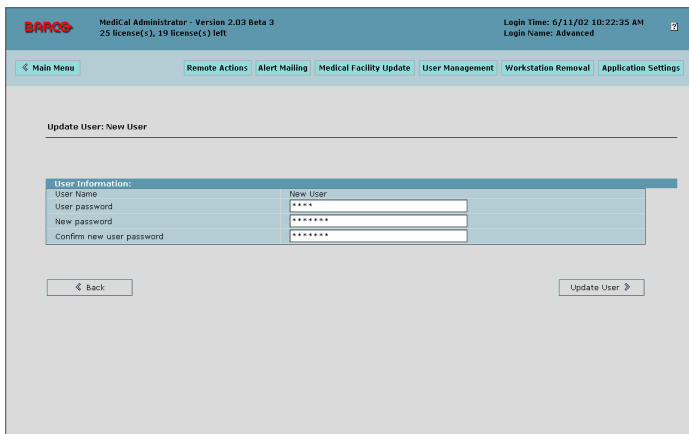 BARCO
MediCal Administrator - Version 2.03 Beta 3
25 license(s), 19 license(s) left
Login Time: 6/11/02 10:22:35 AM
Login Name: Advanced
?
« Main Menu
Remote Actions
Alert Mailing
Medical Facility Update
User Management
Workstation Removal
Application Settings
Update User: New User
User Information:
User Name New User
User password ****
New password *******
Confirm new user password *******
« Back
Update User »